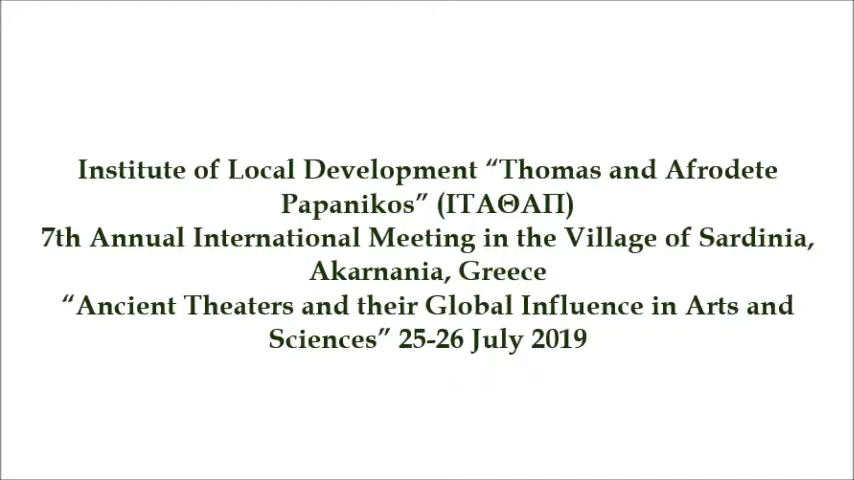 Institute of Local Development “Thomas and Afrodete
Papanikos” (ΙΤΑΘΑΠ)
7th Annual International Meeting in the Village of Sardinia,
Akarnania, Greece
“Ancient Theaters and their Global Influence in Arts and
Sciences” 25-26 July 2019